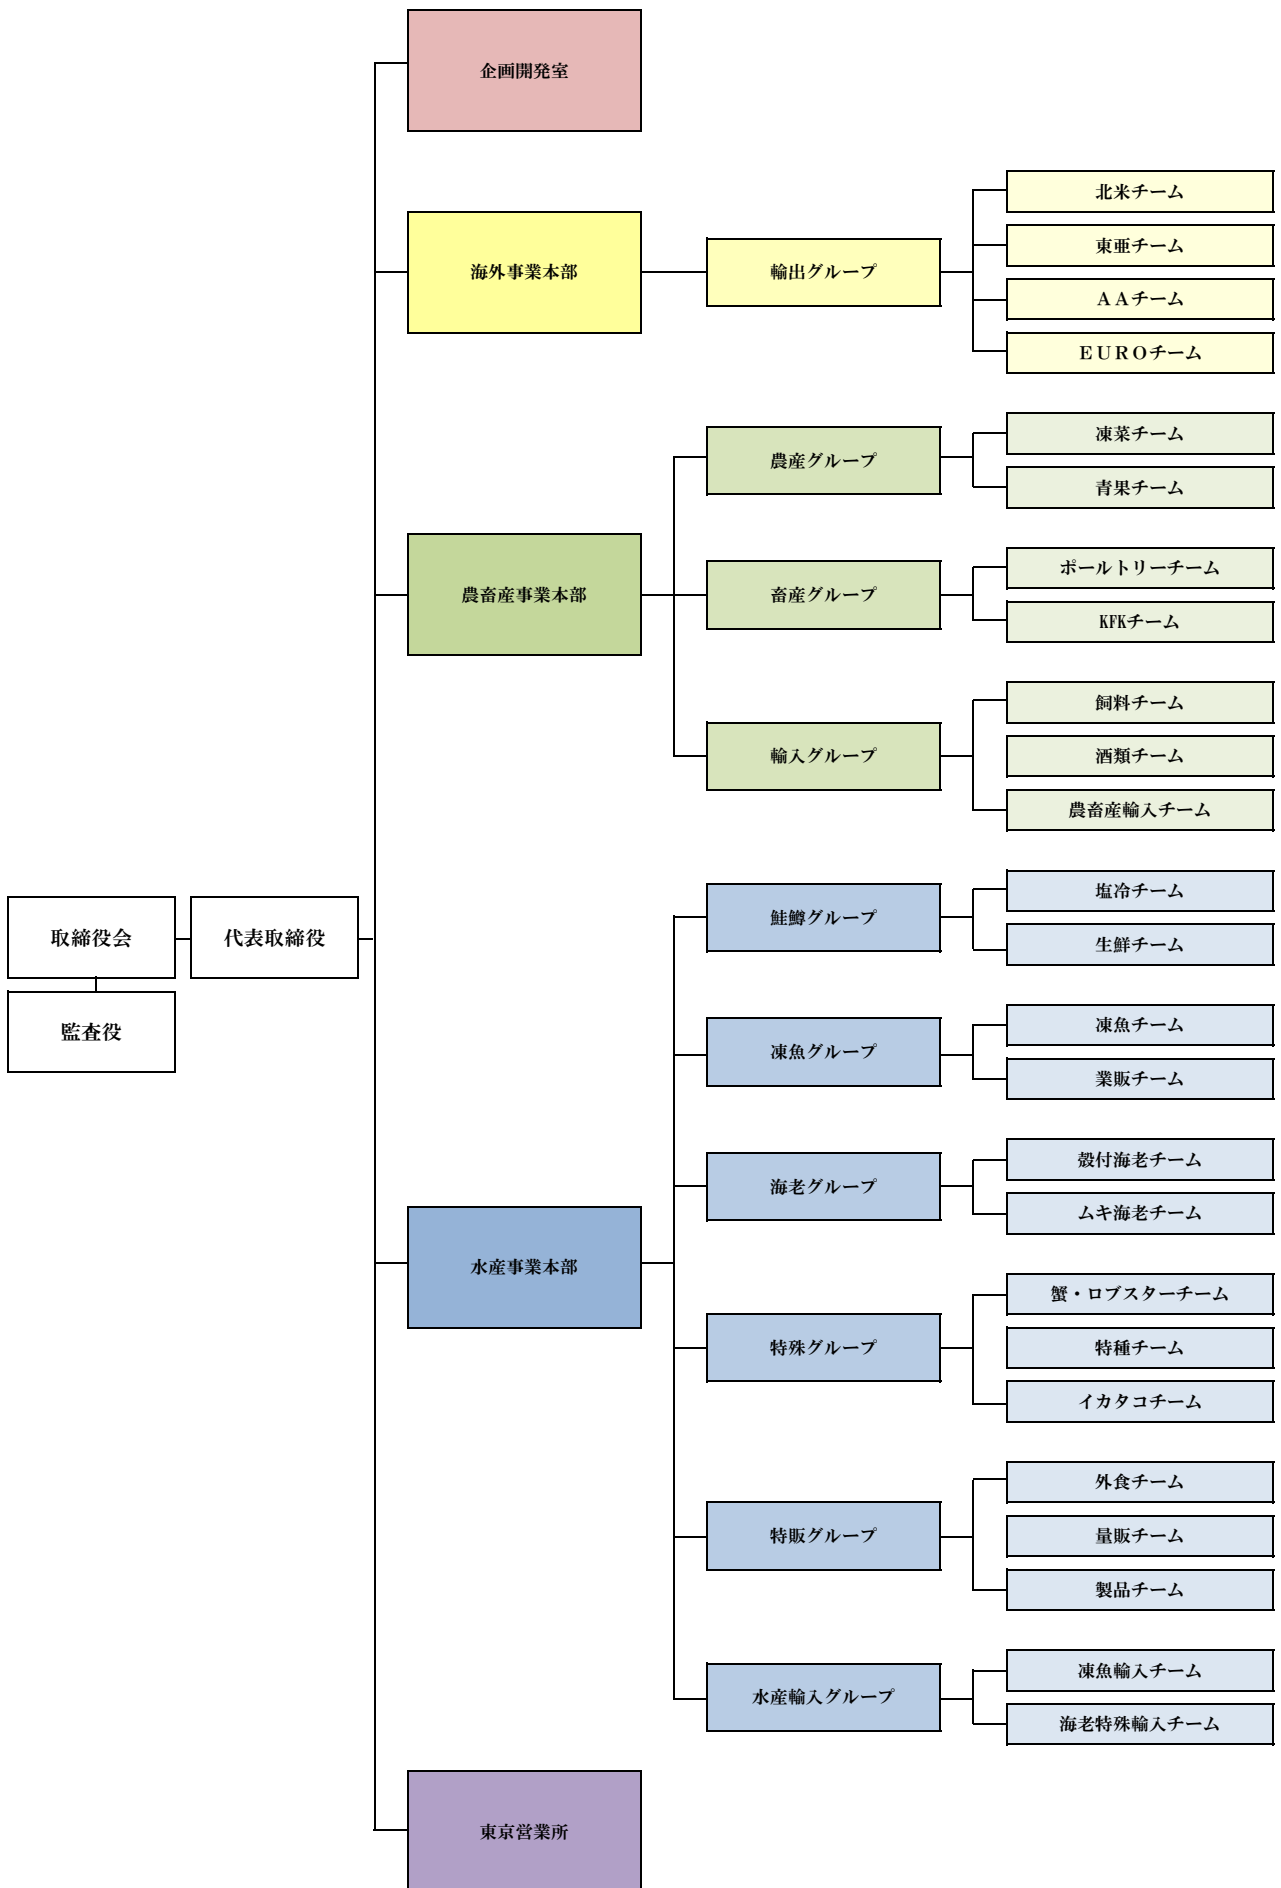 取締役会
監査役
代表取締役
企画開発室
海外事業本部
輸出グループ
北米チーム
東亜チーム
ＡＡチーム
ＥＵＲＯチーム
農畜産事業本部
農産グループ
凍菜チーム
青果チーム
畜産グループ
ポールトリーチーム
KFKチーム
輸入グループ
飼料チーム
酒類チーム
農畜産輸入チーム
水産事業本部
鮭鱒グループ
塩冷チーム
生鮮チーム
凍魚グループ
凍魚チーム
業販チーム
海老グループ
殻付海老チーム
ムキ海老チーム
特殊グループ
蟹・ロブスターチーム
特種チーム
イカタコチーム
特販グループ
外食チーム
量販チーム
製品チーム
水産輸入グループ
凍魚輸入チーム
海老特殊輸入チーム
東京営業所